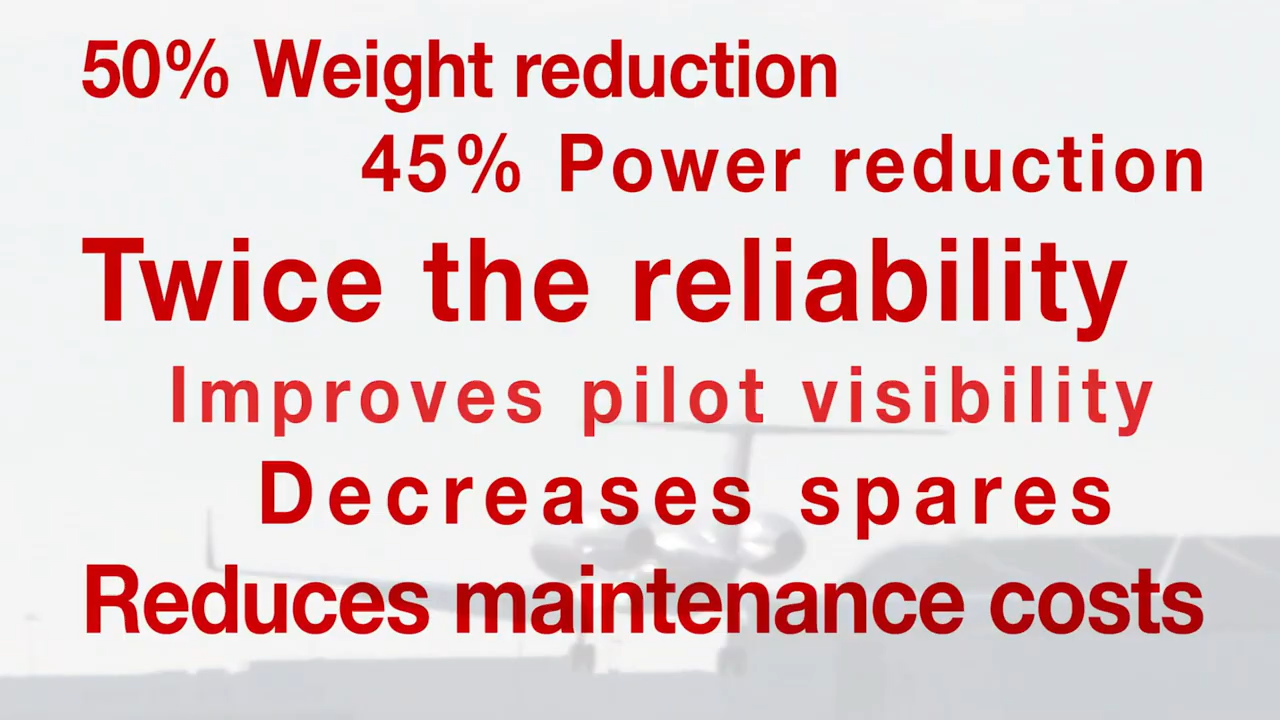 50% Weight reduction
45% Power reduction
Twice the reliability
Improves pilot visibility
Decreases spares
Reduces maintenance costs